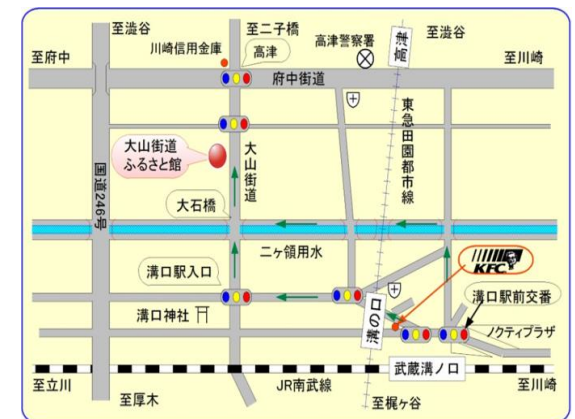 至澁谷
至二子橋
至澁谷
川崎信用金庫
高津
高津警察署
高津
至府中
至川崎
府中街道
大山街道
ふるさと館
大山街道
東急田園都市線
国道246号
大石橋
二ヶ領用水
KFC
溝口駅入口
溝口駅前交番
溝口神社
溝の口
ノクティプラザ
武蔵溝ノ口
至立川
至厚木
JR南武線
至梶ヶ谷
至川崎